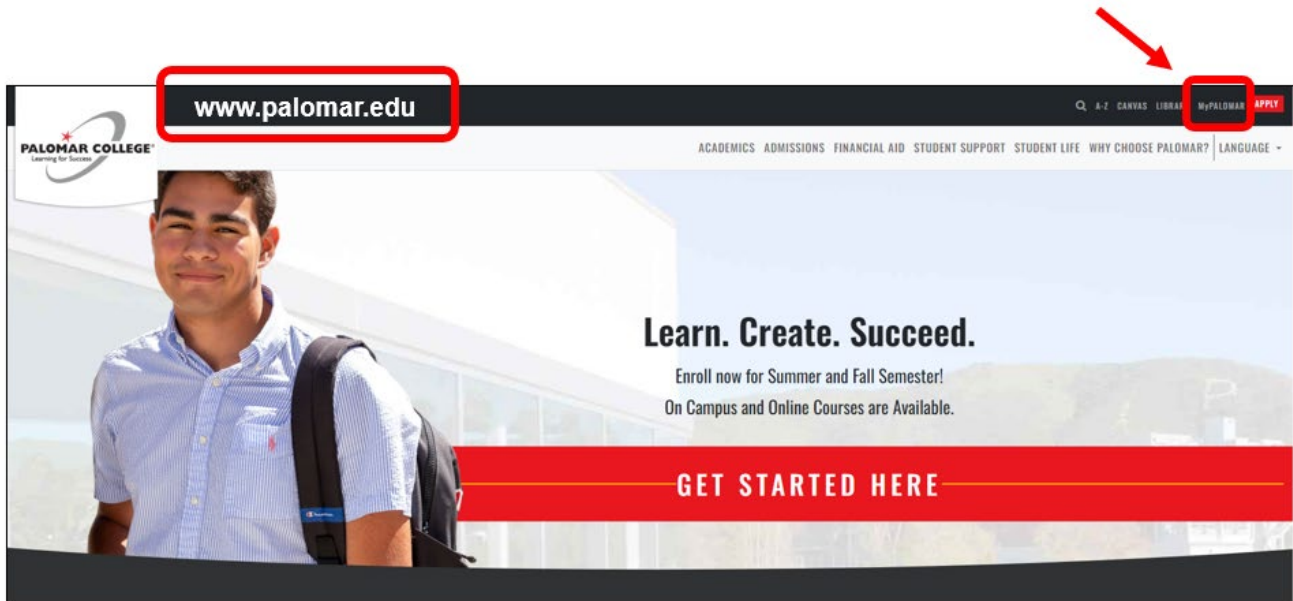 www.palomar.edu
A-Z CANVAS MyPALOMAR APPLY
PALOMAR COLLEGE®
Learning for Success
ACADEMICS ADMISSIONS FINANCIAL AID STUDENT SUPPORT STUDENT LIFE WHY CHOOSE PALOMAR? LANGUAGE
Learn. Create. Succeed.
Enroll now for Summer and Fall Semester!
On Campus and Online Courses are Available.
GET STARTED HERE